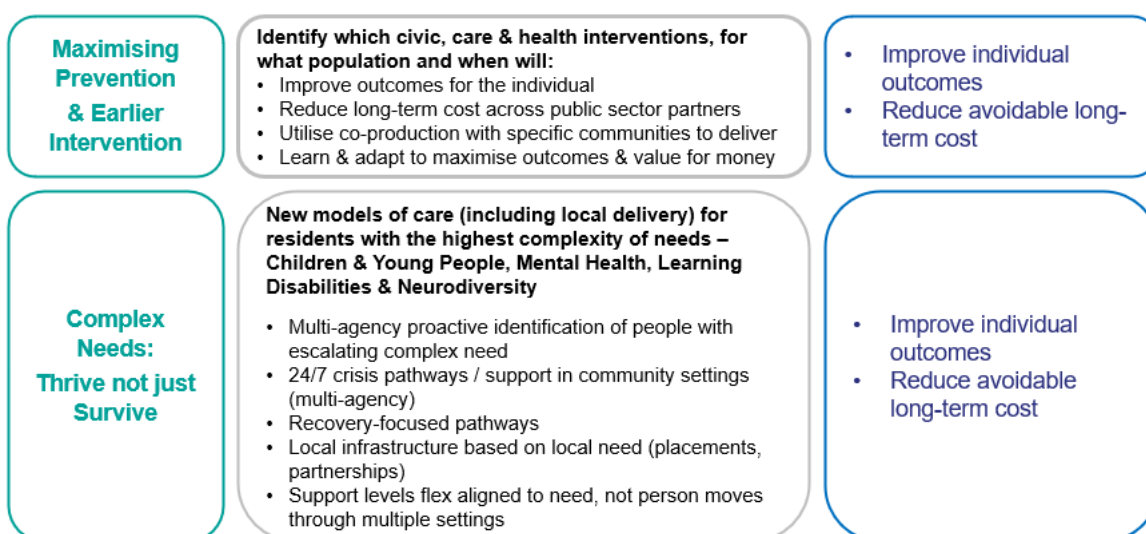 Maximising
Prevention
& Earlier
Intervention
Identify which civic, care & health interventions, for
what population and when will:
• Improve outcomes for the individual
• Reduce long-term cost across public sector partners
• Utilise co-production with specific communities to deliver
• Learn & adapt to maximise outcomes & value for money
• Improve individual
outcomes
• Reduce avoidable long-
term cost
Complex
Needs:
Thrive not just
Survive
New models of care (including local delivery) for
residents with the highest complexity of needs –
Children & Young People, Mental Health, Learning
Disabilities & Neurodiversity
• Multi-agency proactive identification of people with
escalating complex need
• 24/7 crisis pathways / support in community settings
(multi-agency)
• Recovery-focused pathways
• Local infrastructure based on local need (placements,
partnerships)
• Support levels flex aligned to need, not person moves
through multiple settings
• Improve individual
outcomes
• Reduce avoidable
long-term cost